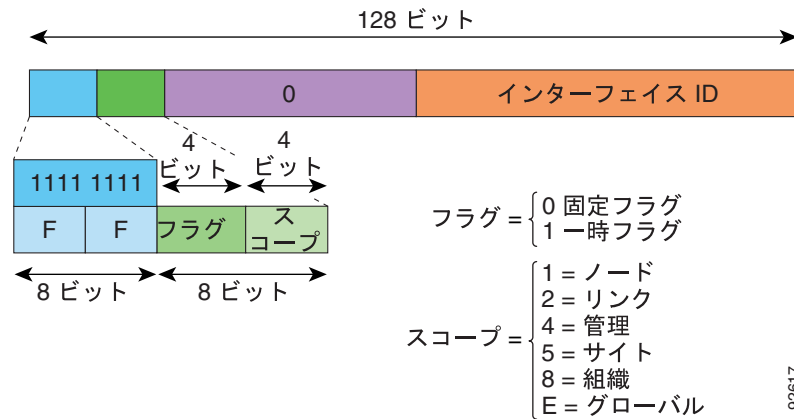 128 ビット
0
インターフェイス ID
4
ビット
4
ビット
1111 1111
F
F
フラグ
ス
コープ
8 ビット
8 ビット
フラグ =
0 固定フラグ
1 一時フラグ
スコープ =
1 = ノード
2 = リンク
4 = 管理
5 = サイト
8 = 組織
E = グローバル
92617